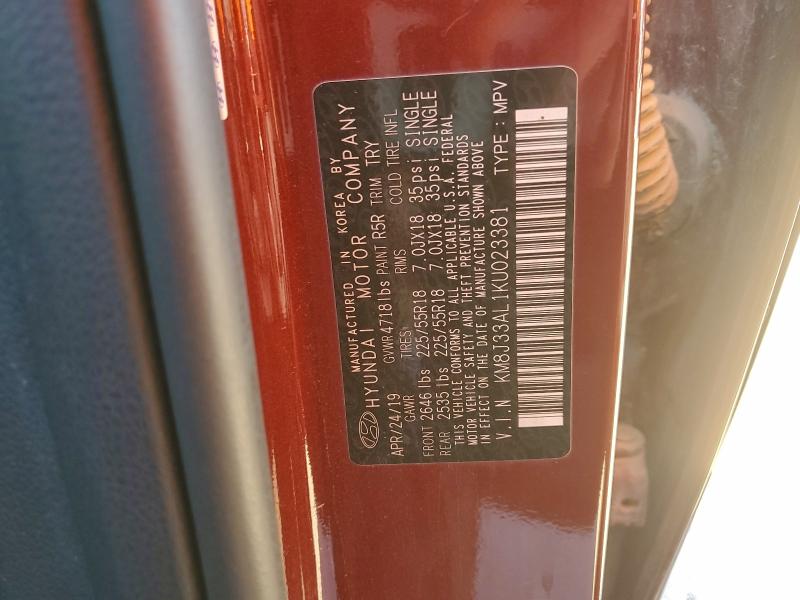 MANUFACTURED IN KOREA BY
HYUNDAI MOTOR COMPANY
APR/24/19 GVWR 4718lbs PAINT R5R TRIM TRY
GAWR TIRES RIMS COLD TIRE INFL
FRONT 2646 lbs 225/55R18 7.0JX18 35psi SINGLE
REAR 2535 lbs 225/55R18 7.0JX18 35psi SINGLE
THIS VEHICLE CONFORMS TO ALL APPLICABLE U.S.A. FEDERAL
MOTOR VEHICLE SAFETY AND THEFT PREVENTION STANDARDS
IN EFFECT ON THE DATE OF MANUFACTURE SHOWN ABOVE
V.I.N KM8J33AL1KU023381 TYPE : MPV